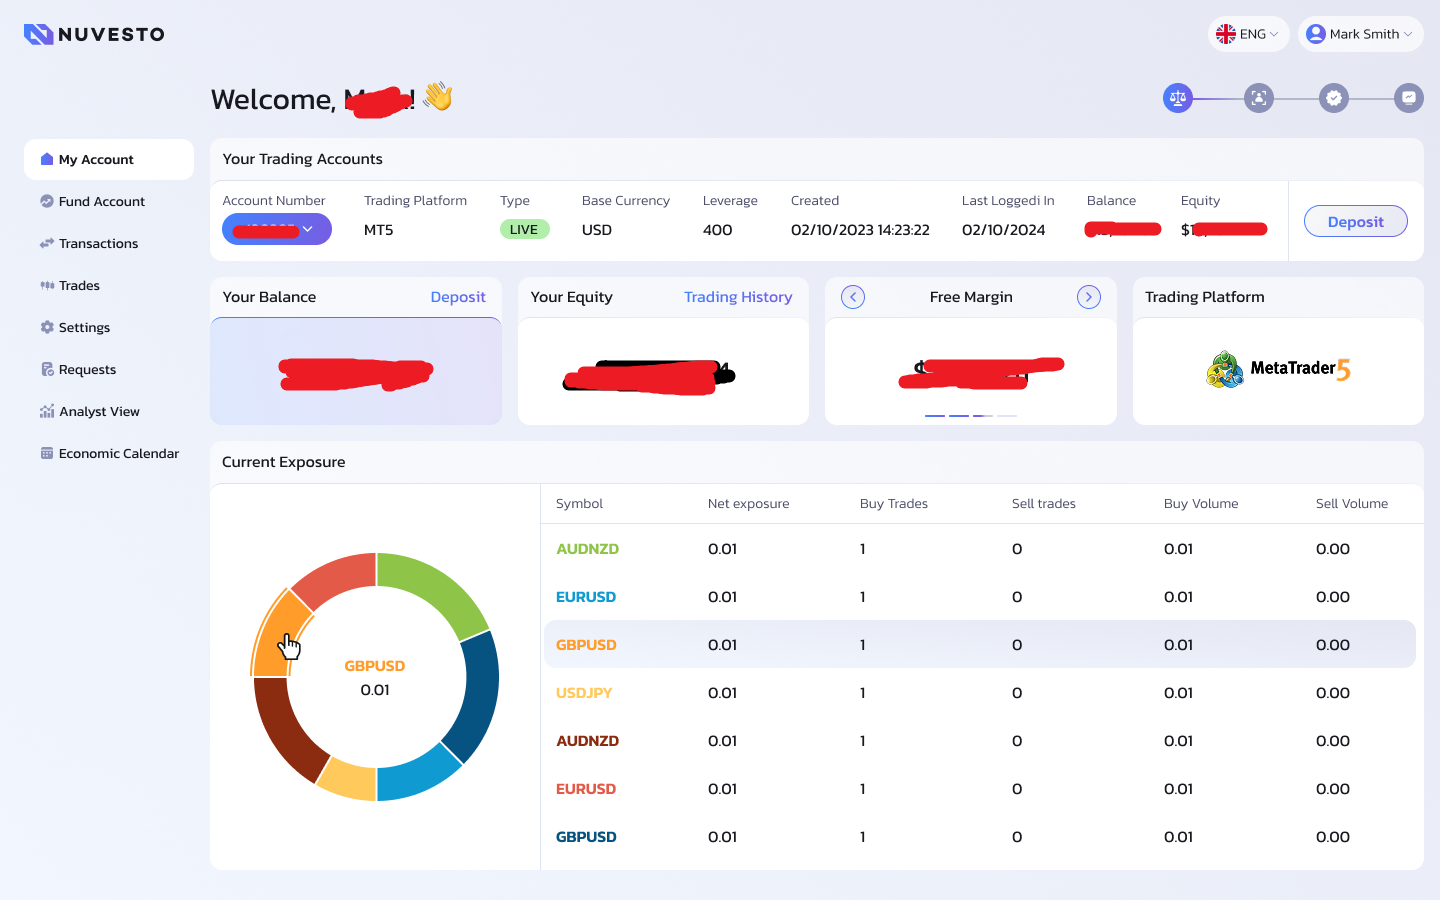 NUVESTO
ENG
Mark Smith
Welcome,
My Account
Fund Account
Transactions
Trades
Settings
Requests
Analyst View
Economic Calendar
Your Trading Accounts
Account Number Trading Platform Type Base Currency Leverage Created Last Loggedi In Balance Equity
MT5 LIVE USD 400 02/10/2023 14:23:22 02/10/2024
Deposit
Your Balance Deposit
Your Equity Trading History
Free Margin
Trading Platform
MetaTrader 5
Current Exposure
GBPUSD
0.01
Symbol Net exposure Buy Trades Sell trades Buy Volume Sell Volume
AUDNZD 0.01 1 0 0.01 0.00
EURUSD 0.01 1 0 0.01 0.00
GBPUSD 0.01 1 0 0.01 0.00
USDJPY 0.01 1 0 0.01 0.00
AUDNZD 0.01 1 0 0.01 0.00
EURUSD 0.01 1 0 0.01 0.00
GBPUSD 0.01 1 0 0.01 0.00